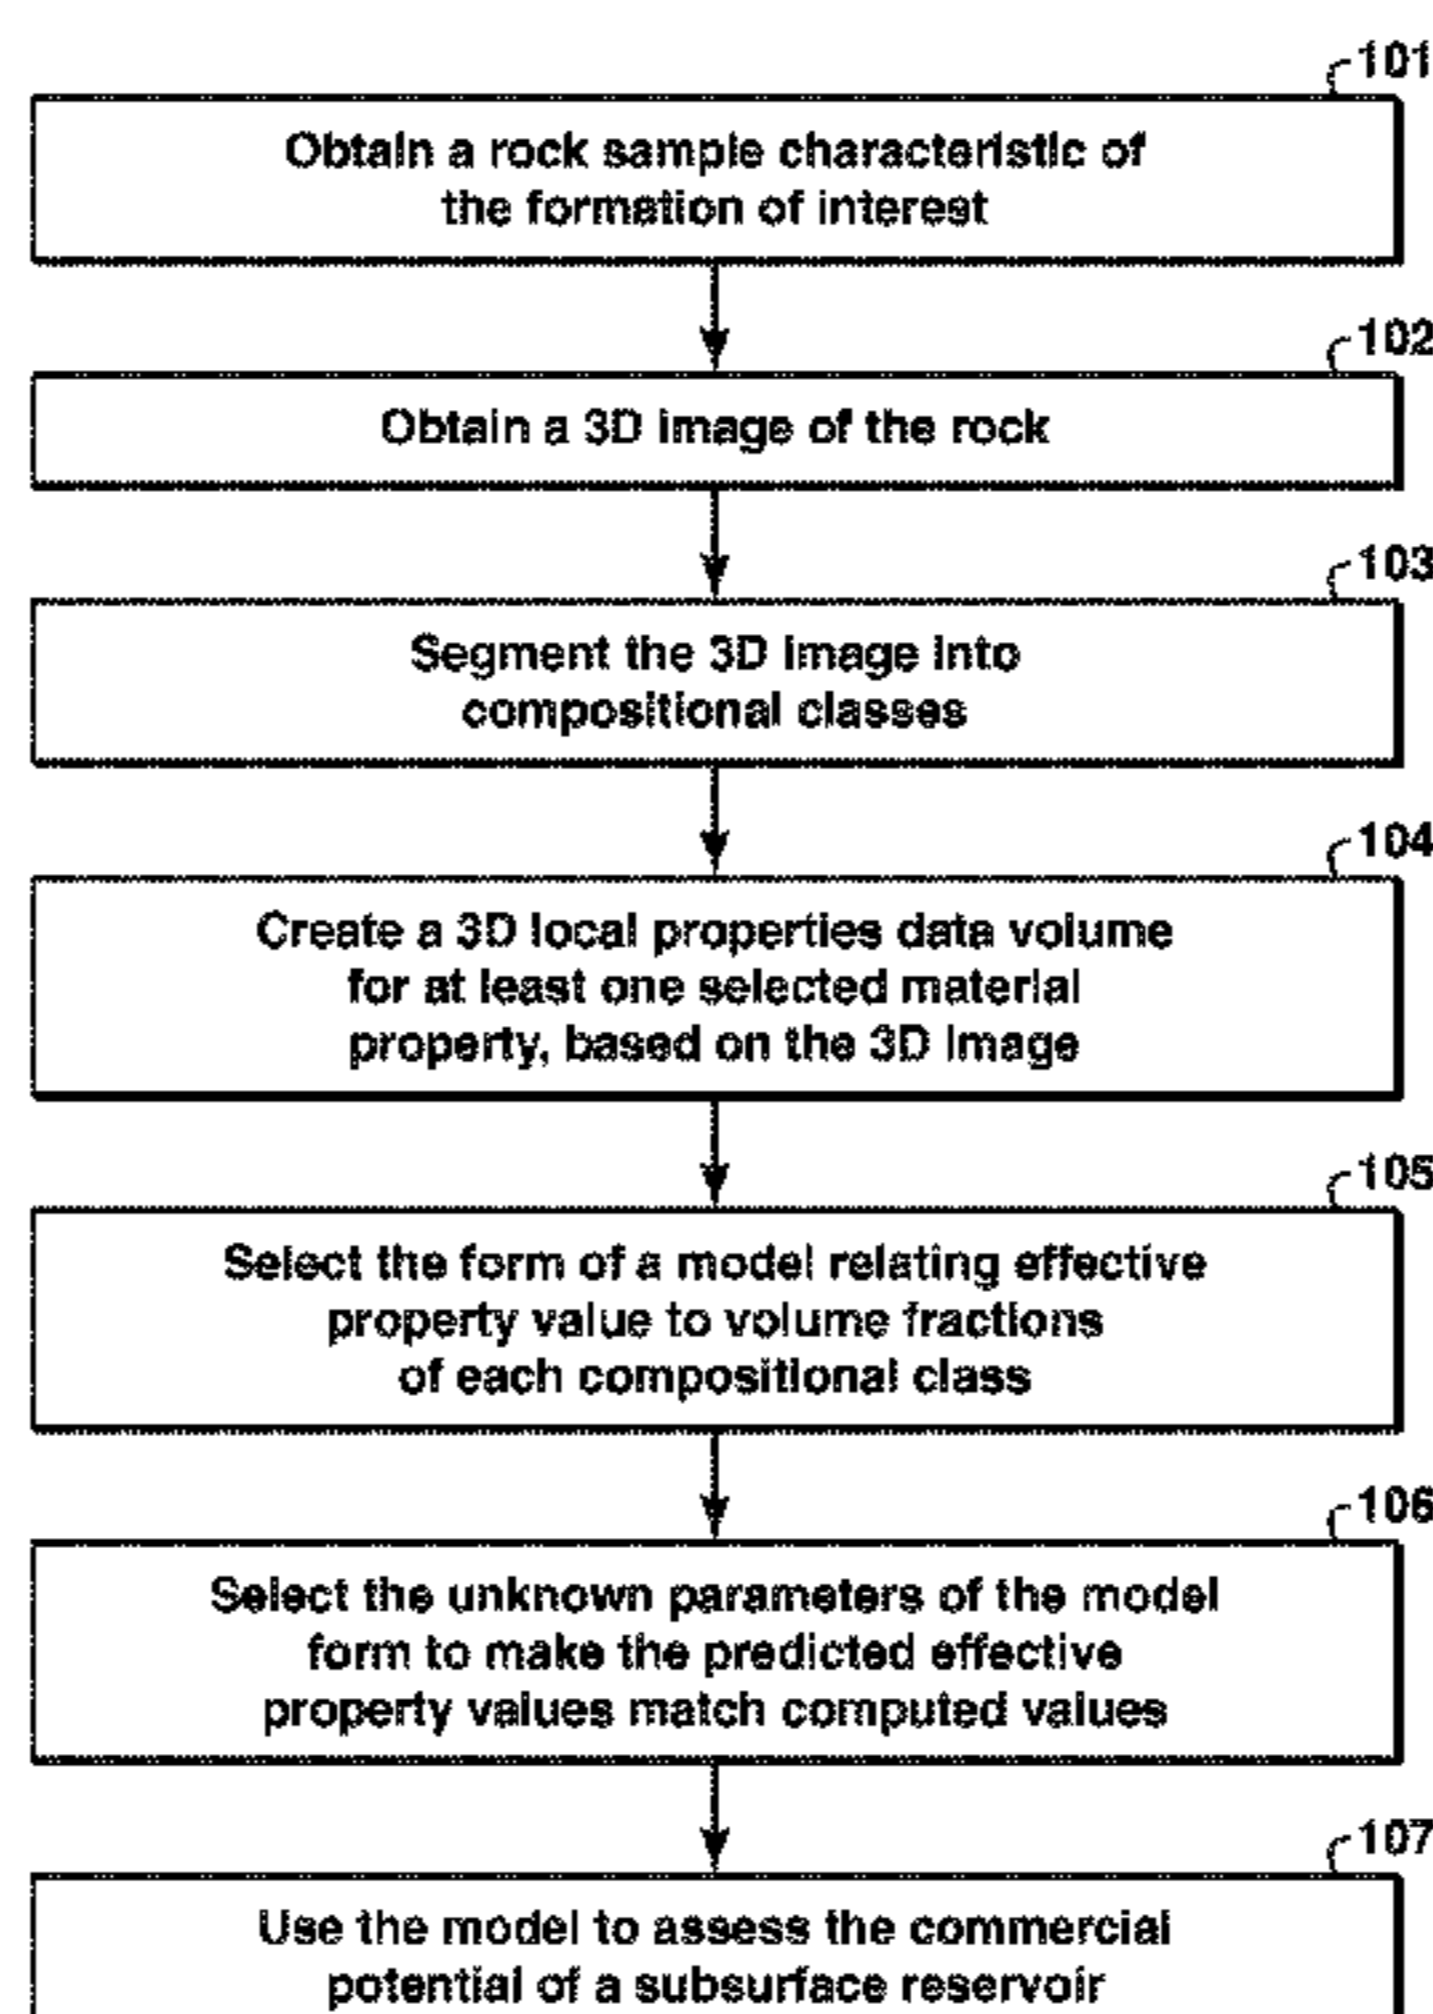 101
Obtain a rock sample characteristic of
the formation of interest
102
Obtain a 3D image of the rock
103
Segment the 3D image into
compositional classes
104
Create a 3D local properties data volume
for at least one selected material
property, based on the 3D image
105
Select the form of a model relating effective
property value to volume fractions
of each compositional class
106
Select the unknown parameters of the model
form to make the predicted effective
property values match computed values
107
Use the model to assess the commercial
potential of a subsurface reservoir